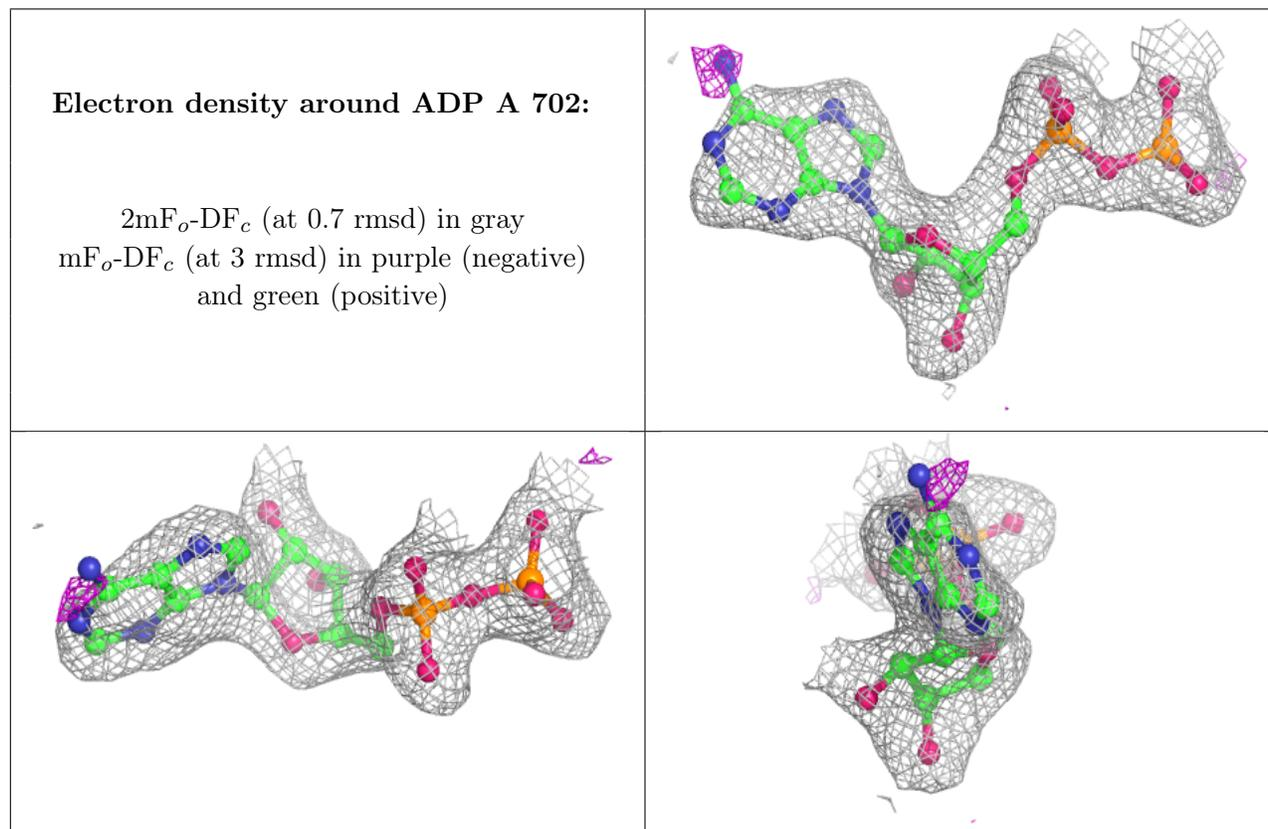 Electron density around ADP A 702:
2mFo-DFc (at 0.7 rmsd) in gray
mFo-DFc (at 3 rmsd) in purple (negative)
and green (positive)